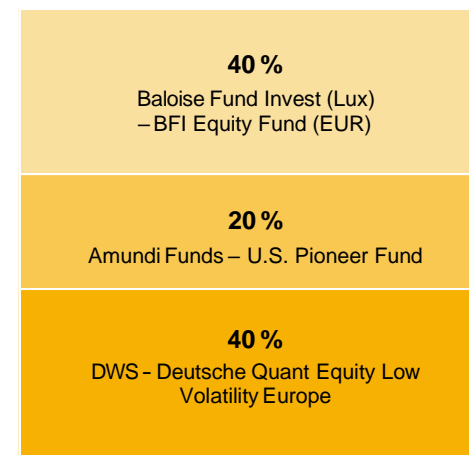 40 %
Baloise Fund Invest (Lux)
– BFI Equity Fund (EUR)
20 %
Amundi Funds – U.S. Pioneer Fund
40 %
DWS - Deutsche Quant Equity Low
Volatility Europe